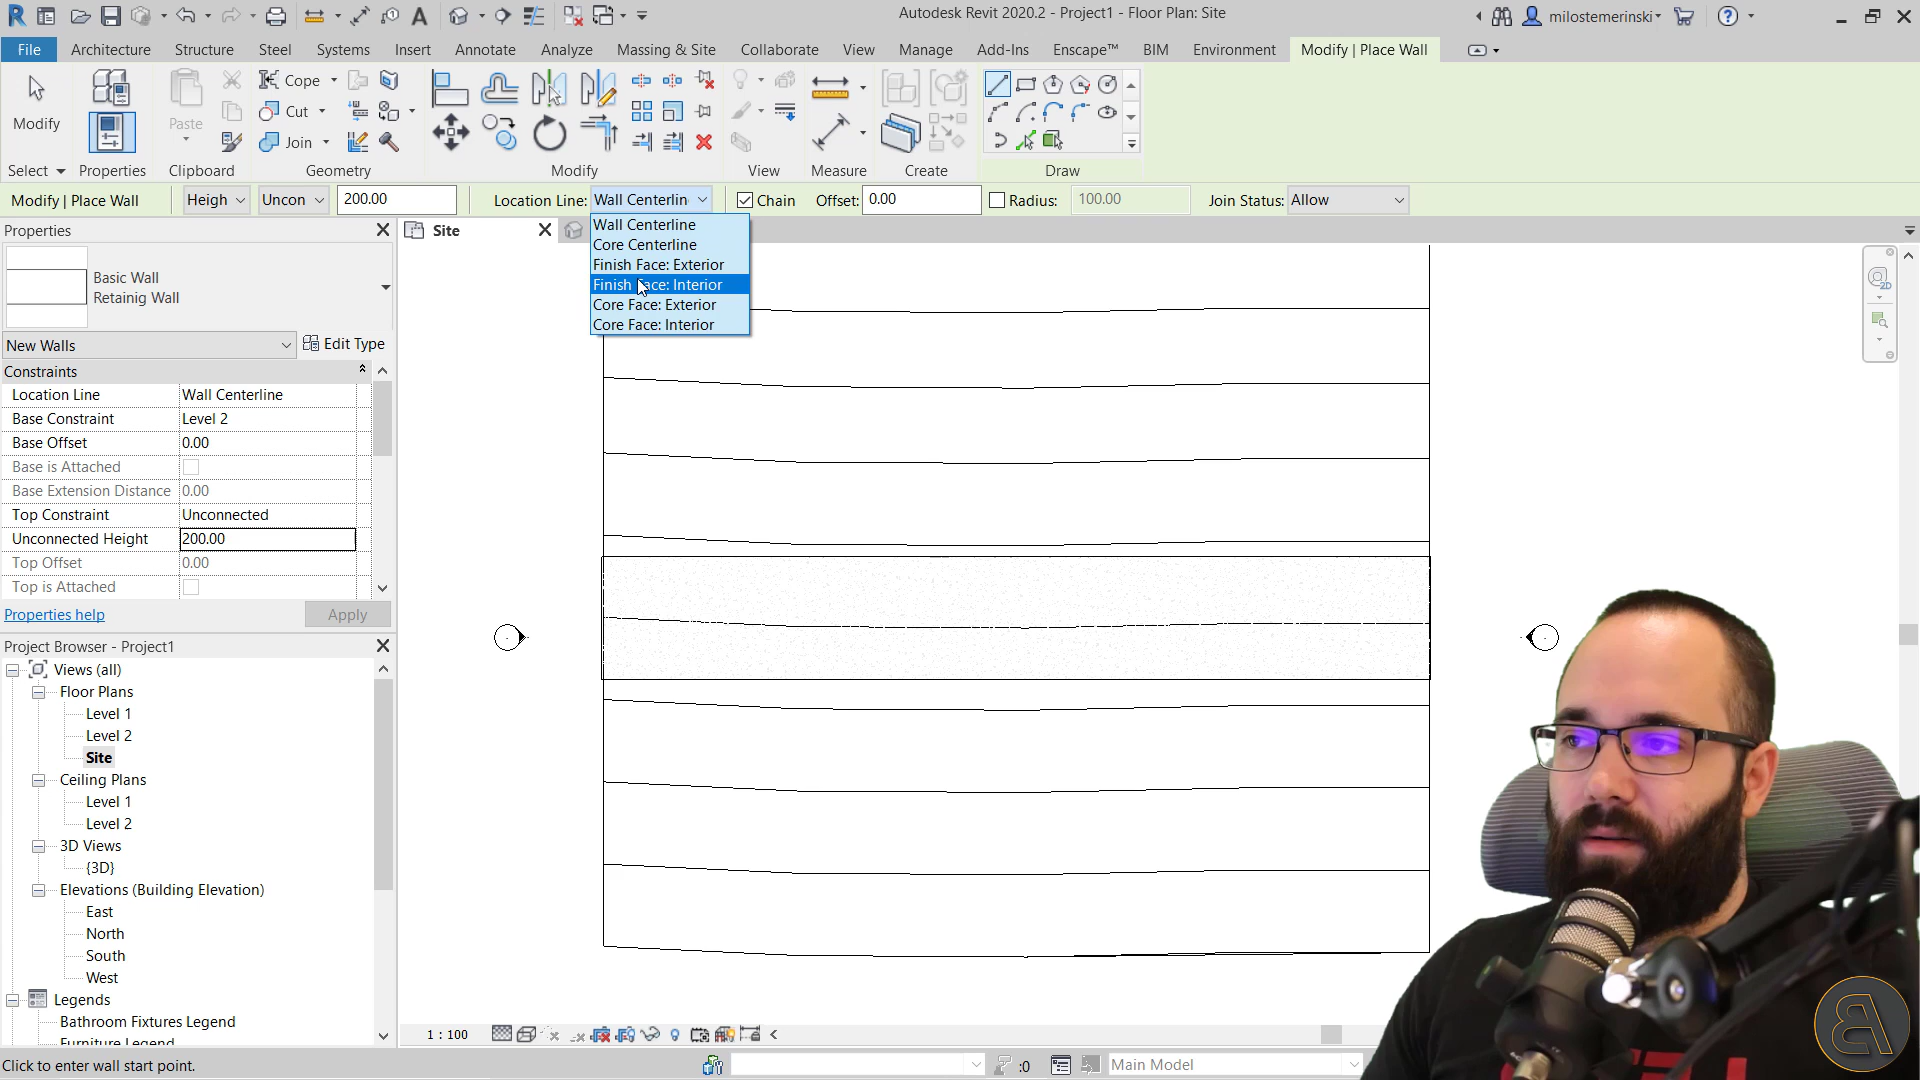 Autodesk Revit 2020.2 - Project1 - Floor Plan: Site
milostemerinski
File
Architecture
Structure
Steel
Systems
Insert
Annotate
Analyze
Massing & Site
Collaborate
View
Manage
Add-Ins
Enscape™
BIM
Environment
Modify | Place Wall
Modify
Paste
Cope
Cut
Join
Select
Properties
Clipboard
Geometry
Modify
View
Measure
Create
Draw
Modify | Place Wall
Heigh
Uncon
200.00
Location Line:
Wall Centerlin
Chain
Offset:
0.00
Radius:
100.00
Join Status:
Allow
Wall Centerline
Core Centerline
Finish Face: Exterior
Finish Face: Interior
Core Face: Exterior
Core Face: Interior
Properties
Site
Basic Wall
Retainig Wall
New Walls
Edit Type
Constraints
Location Line Wall Centerline
Base Constraint Level 2
Base Offset 0.00
Base is Attached
Base Extension Distance 0.00
Top Constraint Unconnected
Unconnected Height 200.00
Top Offset 0.00
Top is Attached
Properties help
Apply
Project Browser - Project1
Views (all)
Floor Plans
Level 1
Level 2
Site
Ceiling Plans
Level 1
Level 2
3D Views
{3D}
Elevations (Building Elevation)
East
North
South
West
Legends
Bathroom Fixtures Legend
Furniture Legend
2D
1 : 100
Click to enter wall start point.
:0
Main Model